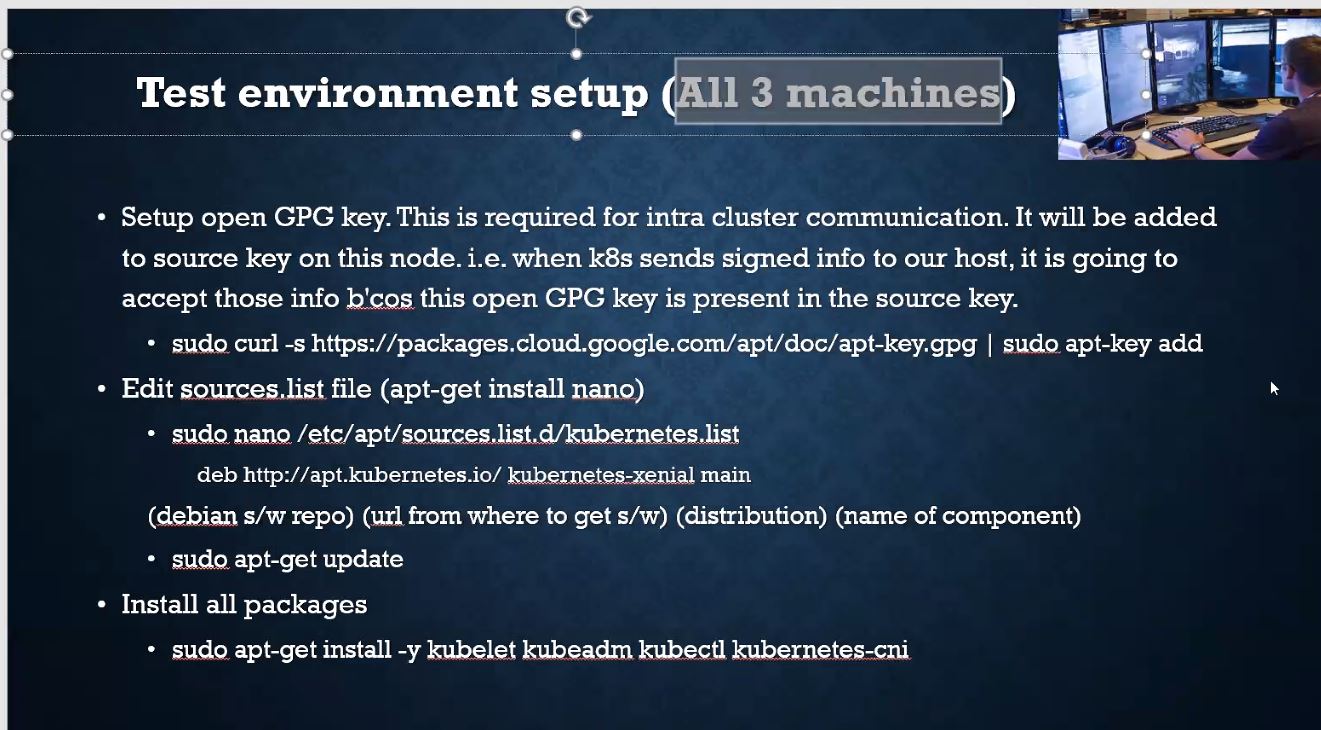 Test environment setup (All 3 machines)
• Setup open GPG key. This is required for intra cluster communication. It will be added
to source key on this node. i.e. when k8s sends signed info to our host, it is going to
accept those info b'cos this open GPG key is present in the source key.
• sudo curl -s https://packages.cloud.google.com/apt/doc/apt-key.gpg | sudo apt-key add
• Edit sources.list file (apt-get install nano)
• sudo nano /etc/apt/sources.list.d/kubernetes.list
deb http://apt.kubernetes.io/ kubernetes-xenial main
(debian s/w repo) (url from where to get s/w) (distribution) (name of component)
• sudo apt-get update
• Install all packages
• sudo apt-get install -y kubelet kubeadm kubectl kubernetes-cni